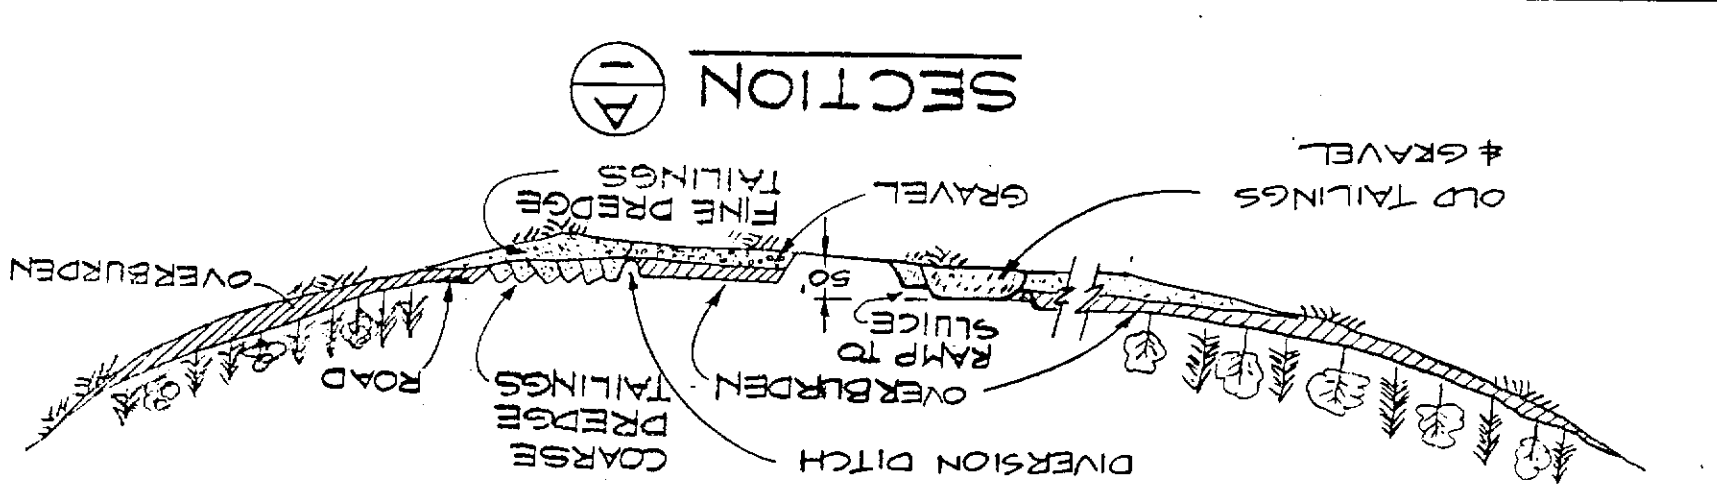 DIVERSION DITCH
COARSE
DREDGE
TAILINGS
OVERBURDEN
ROAD
RAMP TO
SLUICE
50'
OVERBURDEN
OLD TAILINGS
& GRAVEL
GRAVEL
FINE DREDGE
TAILINGS
SECTION
A
1